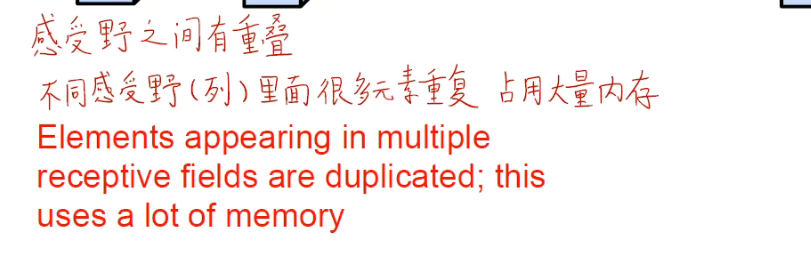 感受野之间有重叠
不同感受野(列)里面很多元素重复 占用大量内存
Elements appearing in multiple
receptive fields are duplicated; this
uses a lot of memory